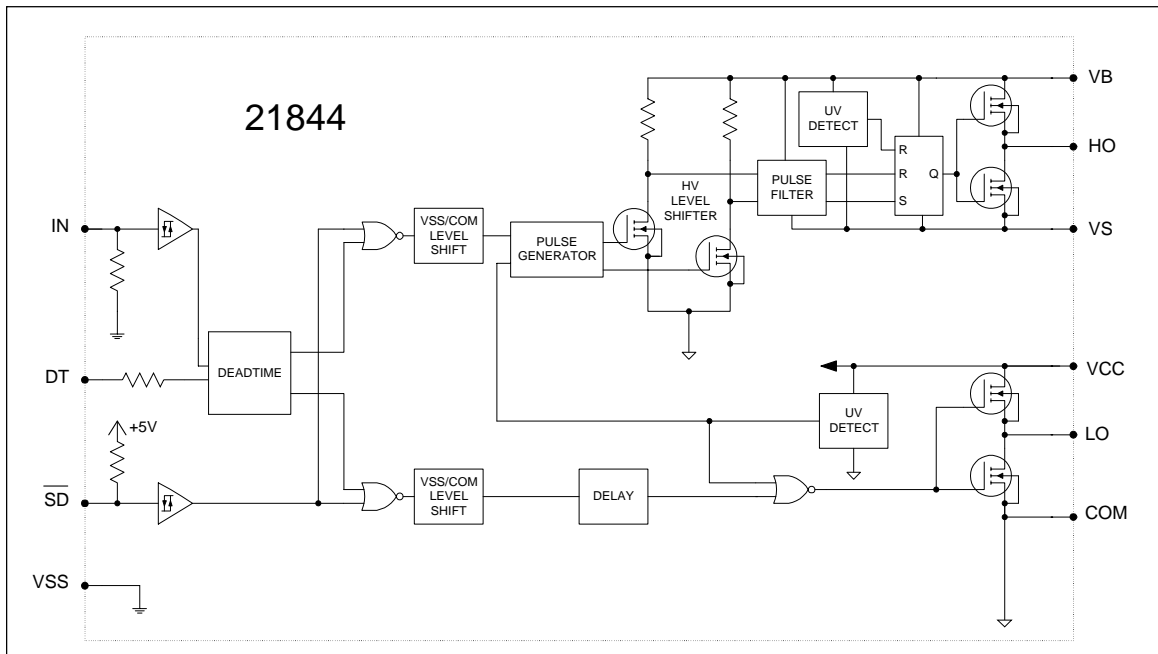 21844
VB
UV
DETECT
R
R
S
Q
HO
PULSE
FILTER
HV
LEVEL
SHIFTER
VS
IN
VSS/COM
LEVEL
SHIFT
PULSE
GENERATOR
DEADTIME
DT
+5V
VCC
UV
DETECT
LO
SD
VSS/COM
LEVEL
SHIFT
DELAY
COM
VSS